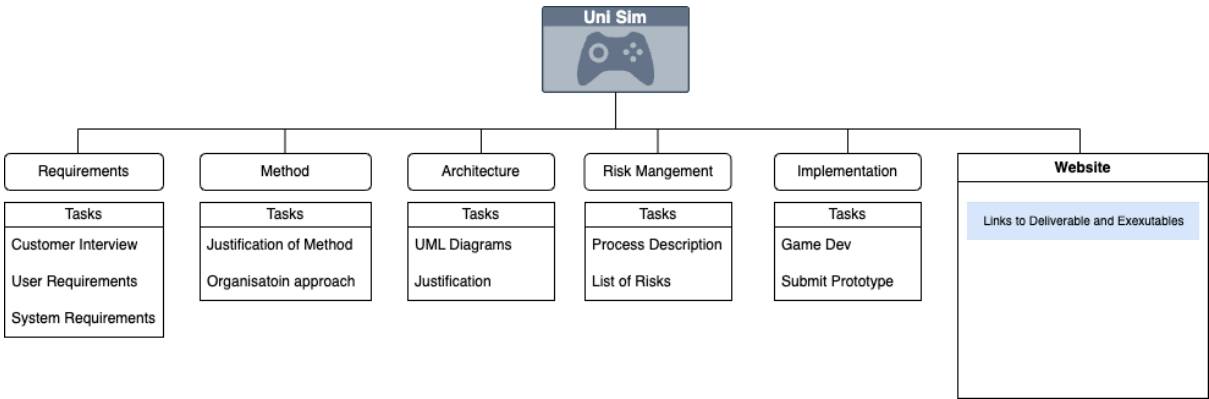 Uni Sim
Requirements
Method
Architecture
Risk Mangement
Implementation
Website
Tasks
Customer Interview
User Requirements
System Requirements
Tasks
Justification of Method
Organisatoin approach
Tasks
UML Diagrams
Justification
Tasks
Process Description
List of Risks
Tasks
Game Dev
Submit Prototype
Links to Deliverable and Exexutables